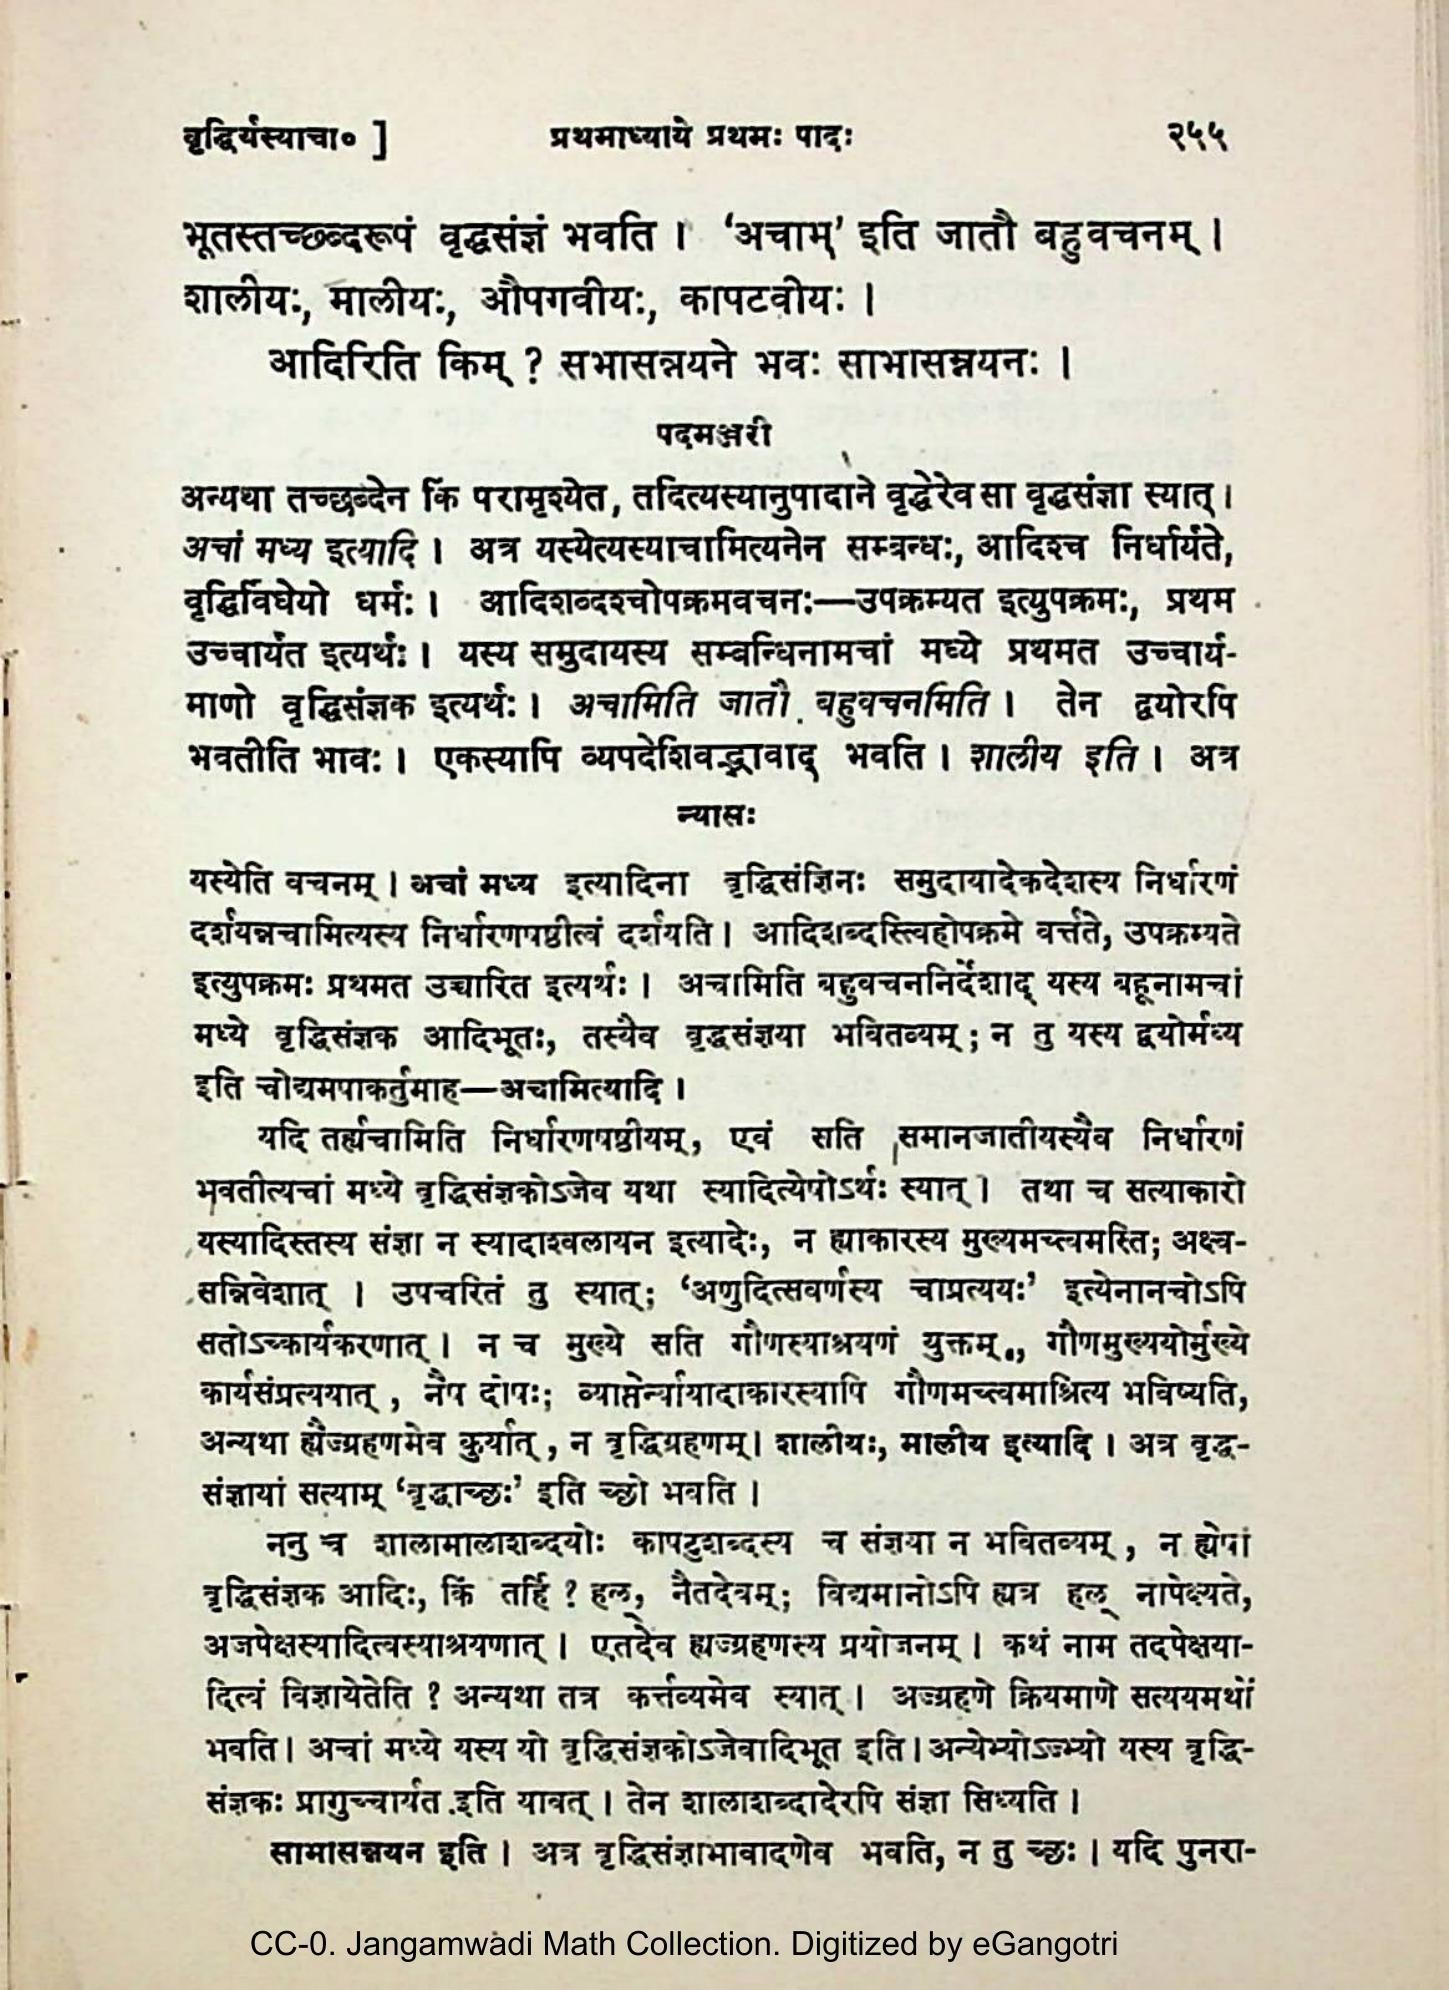 वृद्धिर्यस्याचा० ]
प्रथमाध्याये प्रथमः पादः
२५५
भूतस्तच्छब्दरूपं वृद्धसंज्ञं भवति । ‘अचाम्’ इति जातौ बहुवचनम् ।
शालीयः, मालीयः, औपगवीयः, कापटवीयः ।
आदिरिति किम् ? सभासन्नयने भवः साभासन्नयनः ।
पदमञ्जरी
अन्यथा तच्छब्देन किं परामृश्येत, तदित्यस्यानुपादाने वृद्धेरेव सा वृद्धसंज्ञा स्यात् ।
अचां मध्य इत्यादि । अत्र यस्येत्यस्याचामित्यनेन सम्बन्धः, आदिश्च निर्धार्यते,
वृद्धिर्विधेयो धर्मः । आदिशब्दश्चोपक्रमवचनः—उपक्रम्यत इत्युपक्रमः, प्रथम
उच्चार्यत इत्यर्थः । यस्य समुदायस्य सम्बन्धिनामचां मध्ये प्रथमत उच्चार्य-
माणो वृद्धिसंज्ञक इत्यर्थः । अचामिति जातौ बहुवचनमिति । तेन द्वयोरपि
भवतीति भावः । एकस्यापि व्यपदेशिवद्भावाद् भवति । शालीय इति । अत्र
न्यासः
यस्येति वचनम् । अचां मध्य इत्यादिना वृद्धिसंज्ञिनः समुदायादेकदेशस्य निर्धारणं
दर्शयन्नचामित्यस्य निर्धारणषष्ठीत्वं दर्शयति । आदिशब्दस्त्विहोपक्रमे वर्त्तते, उपक्रम्यते
इत्युपक्रमः प्रथमत उच्चारित इत्यर्थः । अचामिति बहुवचननिर्देशाद् यस्य बहूनामचां
मध्ये वृद्धिसंज्ञक आदिभूतः, तस्यैव वृद्धसंज्ञया भवितव्यम् ; न तु यस्य द्वयोर्मध्य
इति चोद्यमपाकर्तुमाह—अचामित्यादि ।
यदि तर्ह्यचामिति निर्धारणषष्ठीयम्, एवं सति समानजातीयस्यैव निर्धारणं
भवतीत्यचां मध्ये वृद्धिसंज्ञकोऽजेव यथा स्यादित्येषोऽर्थः स्यात् । तथा च सत्याकारो
यस्यादिस्तस्य संज्ञा न स्यादाश्वलायन इत्यादेः, न ह्याकारस्य मुख्यमच्त्वमस्ति; अक्ष्व-
सन्निवेशात् । उपचरितं तु स्यात्; ‘अणुदित्सवर्णस्य चाप्रत्ययः’ इत्येनानचोऽपि
सतोऽच्कार्यकरणात् । न च मुख्ये सति गौणस्याश्रयणं युक्तम्, गौणमुख्ययोर्मुख्ये
कार्यसंप्रत्ययात् , नैष दोषः; व्याप्तेर्न्यायादाकारस्यापि गौणमच्त्वमाश्रित्य भविष्यति,
अन्यथा ह्यैज्ग्रहणमेव कुर्यात् , न वृद्धिग्रहणम् । शालीयः, मालीय इत्यादि । अत्र वृद्ध-
संज्ञायां सत्याम् ‘वृद्धाच्छः’ इति च्छो भवति ।
ननु च शालामालाशब्दयोः कापटुशब्दस्य च संज्ञया न भवितव्यम् , न ह्येषां
वृद्धिसंज्ञक आदिः, किं तर्हि ? हल्, नैतदेवम्; विद्यमानोऽपि ह्यत्र हल् नापेक्ष्यते,
अजपेक्षस्यादित्वस्याश्रयणात् । एतदेव ह्यज्ग्रहणस्य प्रयोजनम् । कथं नाम तदपेक्षया-
दित्वं विज्ञायेतेति ? अन्यथा तत्र कर्त्तव्यमेव स्यात् । अज्ग्रहणे क्रियमाणे सत्ययमर्थो
भवति । अचां मध्ये यस्य यो वृद्धिसंज्ञकोऽजेवादिभूत इति । अन्येभ्योऽज्भ्यो यस्य वृद्धि-
संज्ञकः प्रागुच्चार्यत इति यावत् । तेन शालाशब्दादेरपि संज्ञा सिध्यति ।
साभासन्नयन इति । अत्र वृद्धिसंज्ञाभावादणेव भवति, न तु च्छः । यदि पुनरा-
CC-0. Jangamwadi Math Collection. Digitized by eGangotri